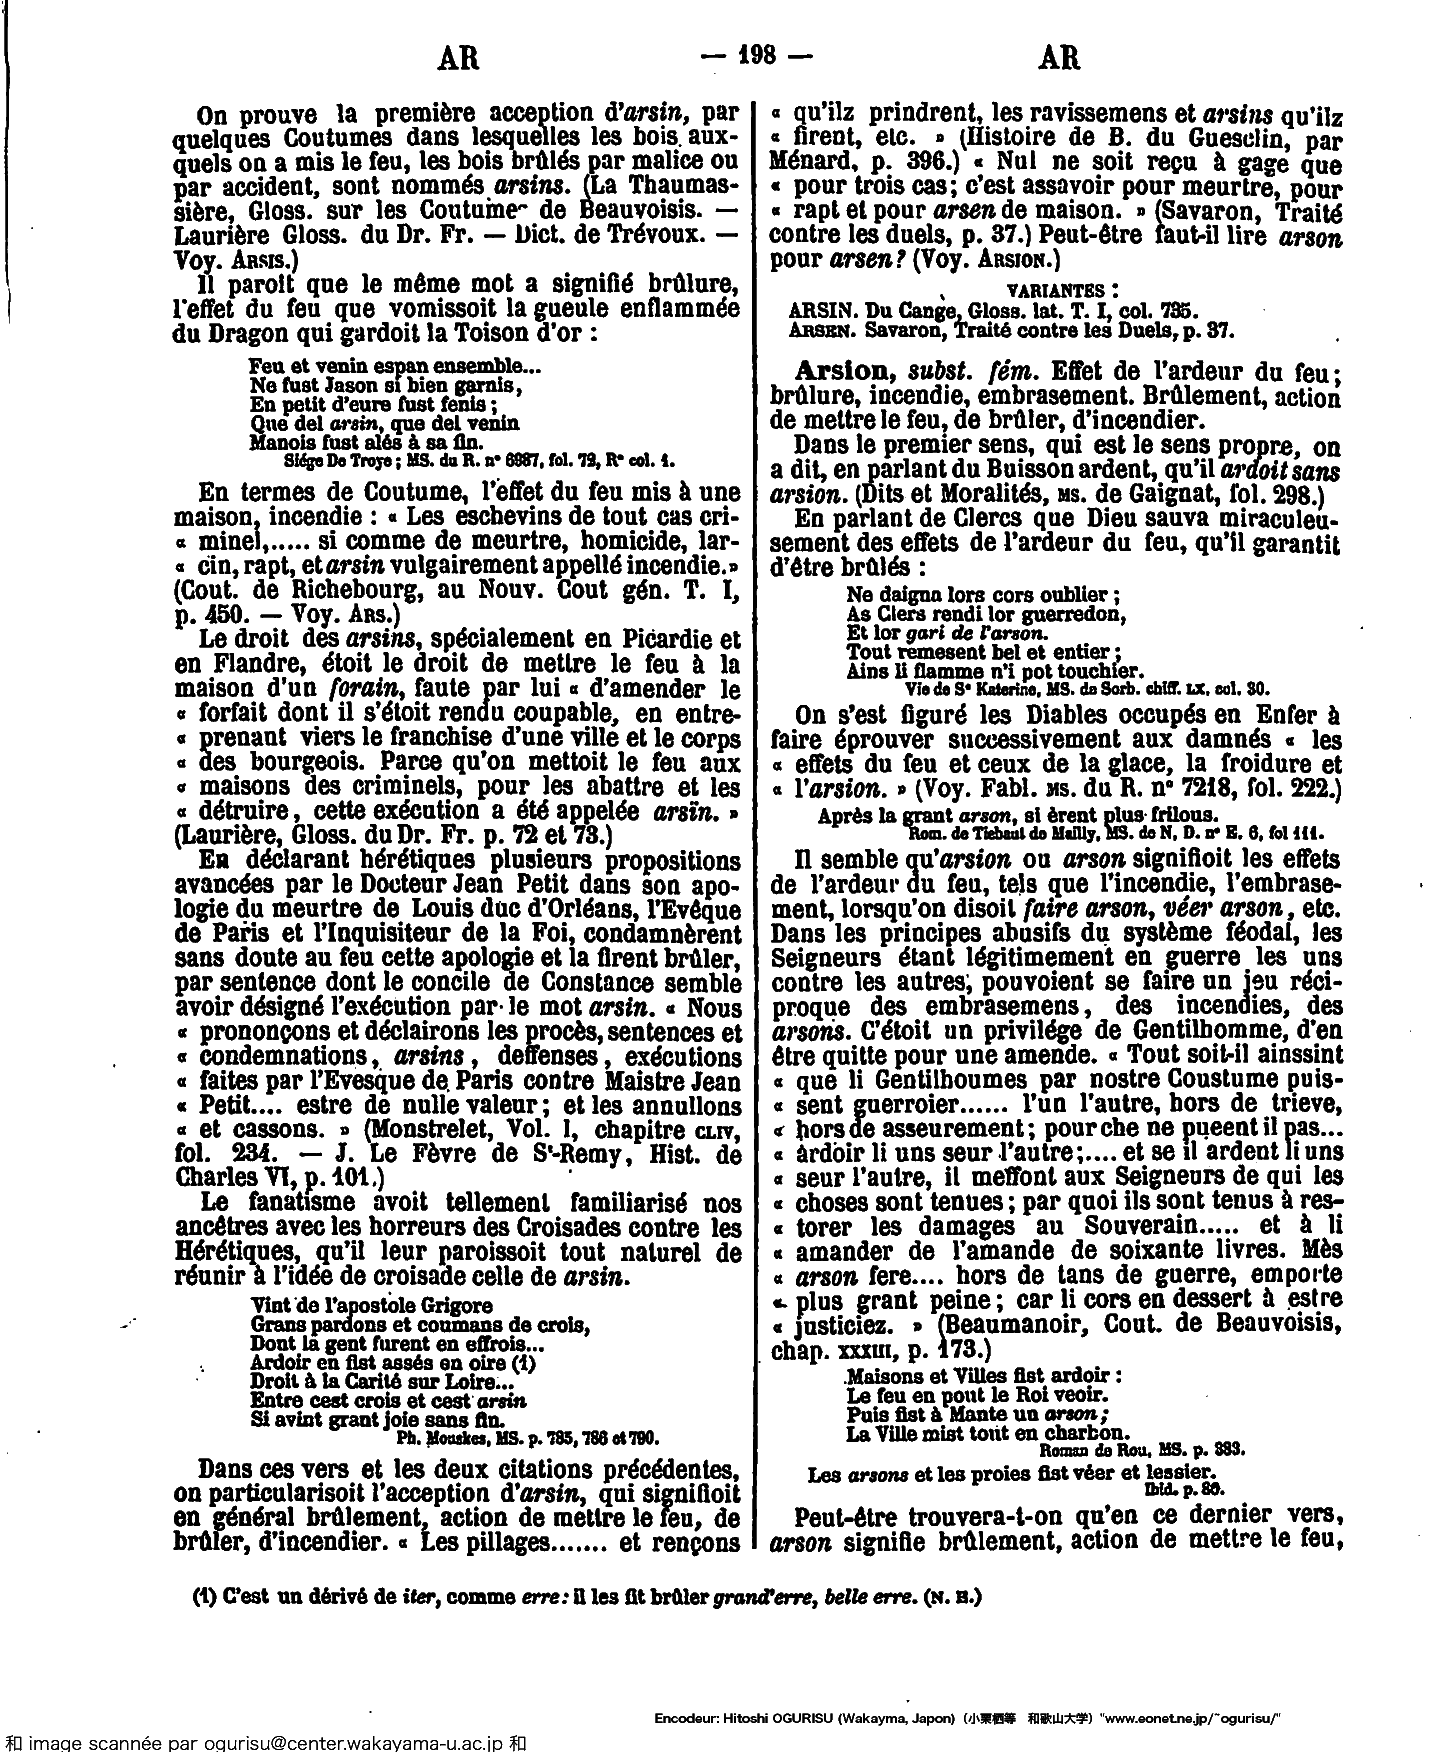 AR
— 198 —
AR
On prouve la première acception d'arsin, par
quelques Coutumes dans lesquelles les bois aux-
quels on a mis le feu, les bois brûlés par malice ou
par accident, sont nommés arsins. (La Thaumas-
sière, Gloss. sur les Coutume de Beauvoisis. —
Laurière Gloss. du Dr. Fr. — Dict. de Trévoux. —
Voy. ARSIS.)
Il paroit que le même mot a signifié brûlure,
l'effet du feu que vomissoit la gueule enflammée
du Dragon qui gardoit la Toison d'or :
Feu et venin espan ensemble...
Ne fust Jason si bien garnis,
En petit d'eure fust fenis ;
Que del arsin, que del venin
Manois fust alés à sa fin.
Siége De Troye ; MS. du R. n° 6987, fol. 72, R° col. 1.
En termes de Coutume, l'effet du feu mis à une
maison, incendie : « Les eschevins de tout cas cri-
« minel,..... si comme de meurtre, homicide, lar-
« cin, rapt, et arsin vulgairement appellé incendie.»
(Cout. de Richebourg, au Nouv. Cout gén. T. I,
p. 450. — Voy. ARS.)
Le droit des arsins, spécialement en Picardie et
en Flandre, étoit le droit de mettre le feu à la
maison d'un forain, faute par lui « d'amender le
« forfait dont il s'étoit rendu coupable, en entre-
« prenant viers le franchise d'une ville et le corps
« des bourgeois. Parce qu'on mettoit le feu aux
« maisons des criminels, pour les abattre et les
« détruire, cette exécution a été appelée arsin. »
(Laurière, Gloss. du Dr. Fr. p. 72 et 73.)
En déclarant hérétiques plusieurs propositions
avancées par le Docteur Jean Petit dans son apo-
logie du meurtre de Louis duc d'Orléans, l'Evêque
de Paris et l'Inquisiteur de la Foi, condamnèrent
sans doute au feu cette apologie et la firent brûler,
par sentence dont le concile de Constance semble
avoir désigné l'exécution par le mot arsin. « Nous
« prononçons et déclairons les procès, sentences et
« condemnations, arsins, deffenses, exécutions
« faites par l'Evesque de Paris contre Maistre Jean
« Petit.... estre de nulle valeur ; et les annullons
« et cassons. » (Monstrelet, Vol. I, chapitre CLIV,
fol. 234. — J. Le Fèvre de St-Remy, Hist. de
Charles VI, p. 101.)
Le fanatisme avoit tellement familiarisé nos
ancêtres avec les horreurs des Croisades contre les
Hérétiques, qu'il leur paroissoit tout naturel de
réunir à l'idée de croisade celle de arsin.
Vint de l'apostole Grigore
Grans pardons et coumans de crois,
Dont la gent furent en effrois...
Ardoir en fist assés en oire (1)
Droit à la Carité sur Loire...
Entre cest crois et cest arsin
Si avint grant joie sans fin.
Ph. Mouskes, MS. p. 785, 786 et 790.
Dans ces vers et les deux citations précédentes,
on particularisoit l'acception d'arsin, qui signifioit
en général brûlement, action de mettre le feu, de
brûler, d'incendier. « Les pillages....... et rençons
« qu'ilz prindrent, les ravissemens et arsins qu'ilz
« firent, etc. » (Histoire de B. du Guesclin, par
Ménard, p. 396.) « Nul ne soit reçu à gage que
« pour trois cas ; c'est assavoir pour meurtre, pour
« rapt et pour arsen de maison. » (Savaron, Traité
contre les duels, p. 37.) Peut-être faut-il lire arson
pour arsen ? (Voy. ARSION.)
VARIANTES :
ARSIN. Du Cange, Gloss. lat. T. I, col. 735.
ARSEN. Savaron, Traité contre les Duels, p. 37.
Arsion, subst. fém. Effet de l'ardeur du feu ;
brûlure, incendie, embrasement. Brûlement, action
de mettre le feu, de brûler, d'incendier.
Dans le premier sens, qui est le sens propre, on
a dit, en parlant du Buisson ardent, qu'il ardoit sans
arsion. (Dits et Moralités, MS. de Gaignat, fol. 298.)
En parlant de Clercs que Dieu sauva miraculeu-
sement des effets de l'ardeur du feu, qu'il garantit
d'être brûlés :
Ne daigna lors cors oublier ;
As Clers rendi lor guerredon,
Et lor gari de l'arson.
Tout remesent bel et entier ;
Ains li flamme n'i pot touchier.
Vie de Se Katerine, MS. de Sorb. chiff. LX, col. 30.
On s'est figuré les Diables occupés en Enfer à
faire éprouver successivement aux damnés « les
« effets du feu et ceux de la glace, la froidure et
« l'arsion. » (Voy. Fabl. MS. du R. n° 7218, fol. 222.)
Après la grant arson, si èrent plus frilous.
Rom. de Tiebaut de Mailly, MS. de N. D. n° E. 6, fol 111.
Il semble qu'arsion ou arson signifioit les effets
de l'ardeur du feu, tels que l'incendie, l'embrase-
ment, lorsqu'on disoit faire arson, véer arson, etc.
Dans les principes abusifs du système féodal, les
Seigneurs étant légitimement en guerre les uns
contre les autres, pouvoient se faire un jeu réci-
proque des embrasemens, des incendies, des
arsons. C'étoit un privilége de Gentilhomme, d'en
être quitte pour une amende. « Tout soit-il ainssint
« que li Gentilhoumes par nostre Coustume puis-
« sent guerroier...... l'un l'autre, hors de trieve,
« hors de asseurement ; pour che ne pueent il pas...
« ardoir li uns seur l'autre ;.... et se il ardent li uns
« seur l'autre, il meffont aux Seigneurs de qui les
« choses sont tenues ; par quoi ils sont tenus à res-
« torer les damages au Souverain..... et à li
« amander de l'amande de soixante livres. Mès
« arson fere.... hors de tans de guerre, emporte
« plus grant peine ; car li cors en dessert à estre
« justiciez. » (Beaumanoir, Cout. de Beauvoisis,
chap. XXXIII, p. 173.)
Maisons et Villes fist ardoir :
Le feu en pout le Roi veoir.
Puis fist à Mante un arson ;
La Ville mist tout en charbon.
Roman de Rou, MS. p. 383.
Les arsons et les proies fist véer et lessier.
Ibid. p. 80.
Peut-être trouvera-t-on qu'en ce dernier vers,
arson signifie brûlement, action de mettre le feu,
(1) C'est un dérivé de iter, comme erre : il les fit brûler grand'erre, belle erre. (N. E.)
Encodeur: Hitoshi OGURISU (Wakayma, Japon) (小栗栖等 和歌山大学) "www.eonet.ne.jp/~ogurisu/"
和 image scannée par ogurisu@center.wakayama-u.ac.jp 和